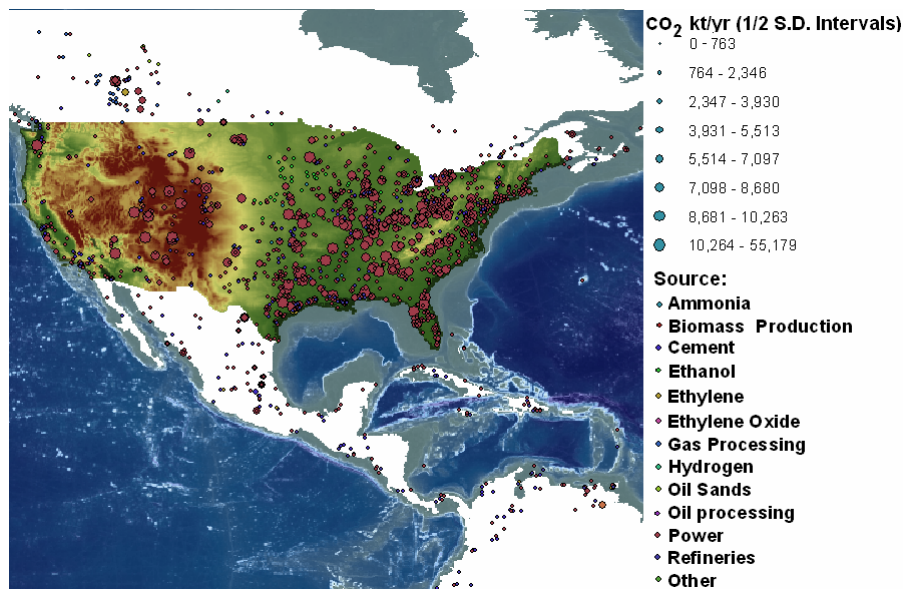 CO2 kt/yr (1/2 S.D. Intervals)
0 - 763
764 - 2,346
2,347 - 3,930
3,931 - 5,513
5,514 - 7,097
7,098 - 8,680
8,681 - 10,263
10,264 - 55,179
Source:
Ammonia
Biomass Production
Cement
Ethanol
Ethylene
Ethylene Oxide
Gas Processing
Hydrogen
Oil Sands
Oil processing
Power
Refineries
Other